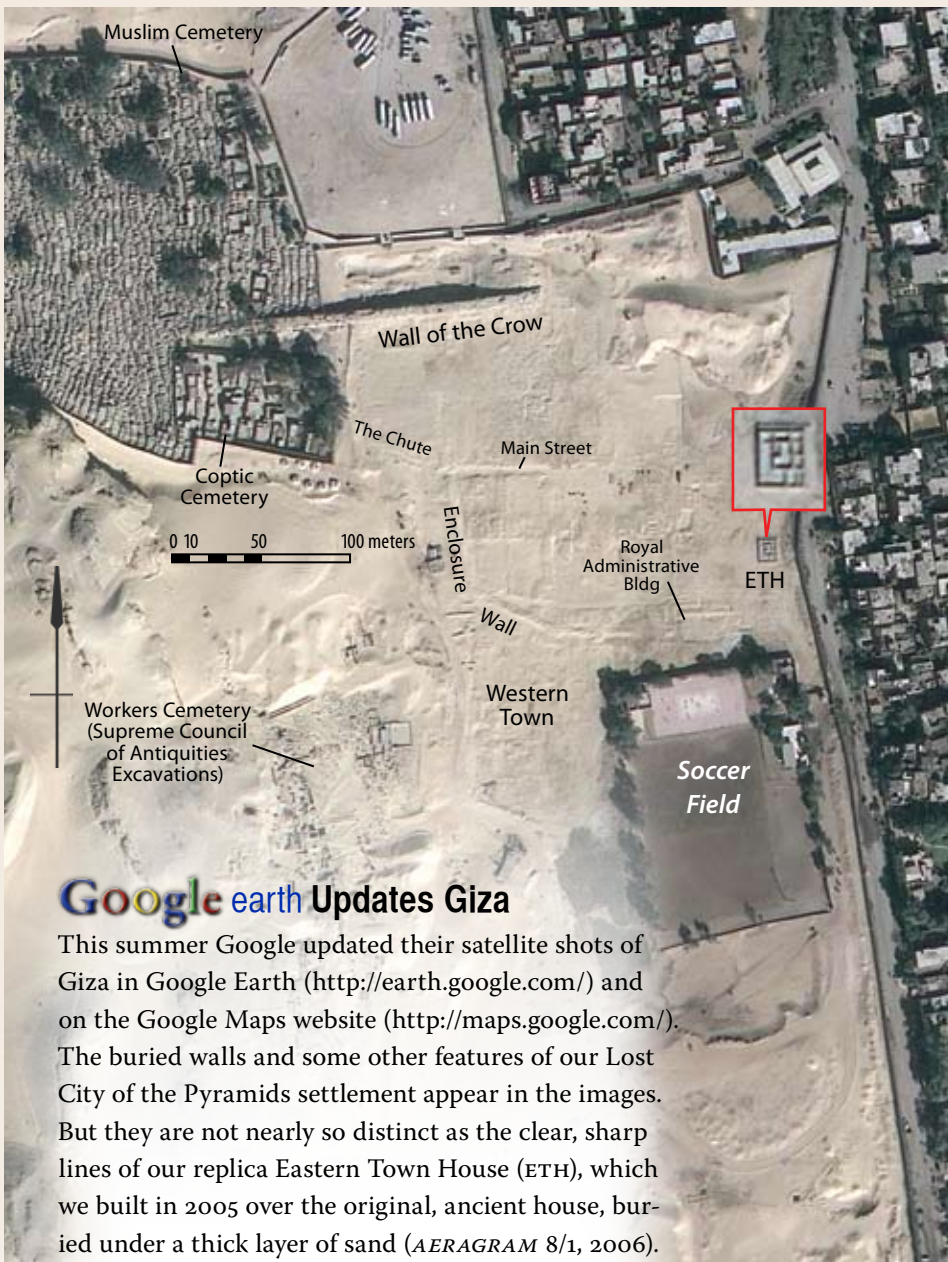 Muslim Cemetery
Wall of the Crow
The Chute
Main Street
Coptic
Cemetery
0 10 50 100 meters
Enclosure
Wall
Royal
Administrative
Bldg
ETH
Western
Town
Workers Cemetery
(Supreme Council
of Antiquities
Excavations)
Soccer
Field
Google earth Updates Giza
This summer Google updated their satellite shots of
Giza in Google Earth (http://earth.google.com/) and
on the Google Maps website (http://maps.google.com/).
The buried walls and some other features of our Lost
City of the Pyramids settlement appear in the images.
But they are not nearly so distinct as the clear, sharp
lines of our replica Eastern Town House (ETH), which
we built in 2005 over the original, ancient house, bur-
ied under a thick layer of sand (AERAGRAM 8/1, 2006).